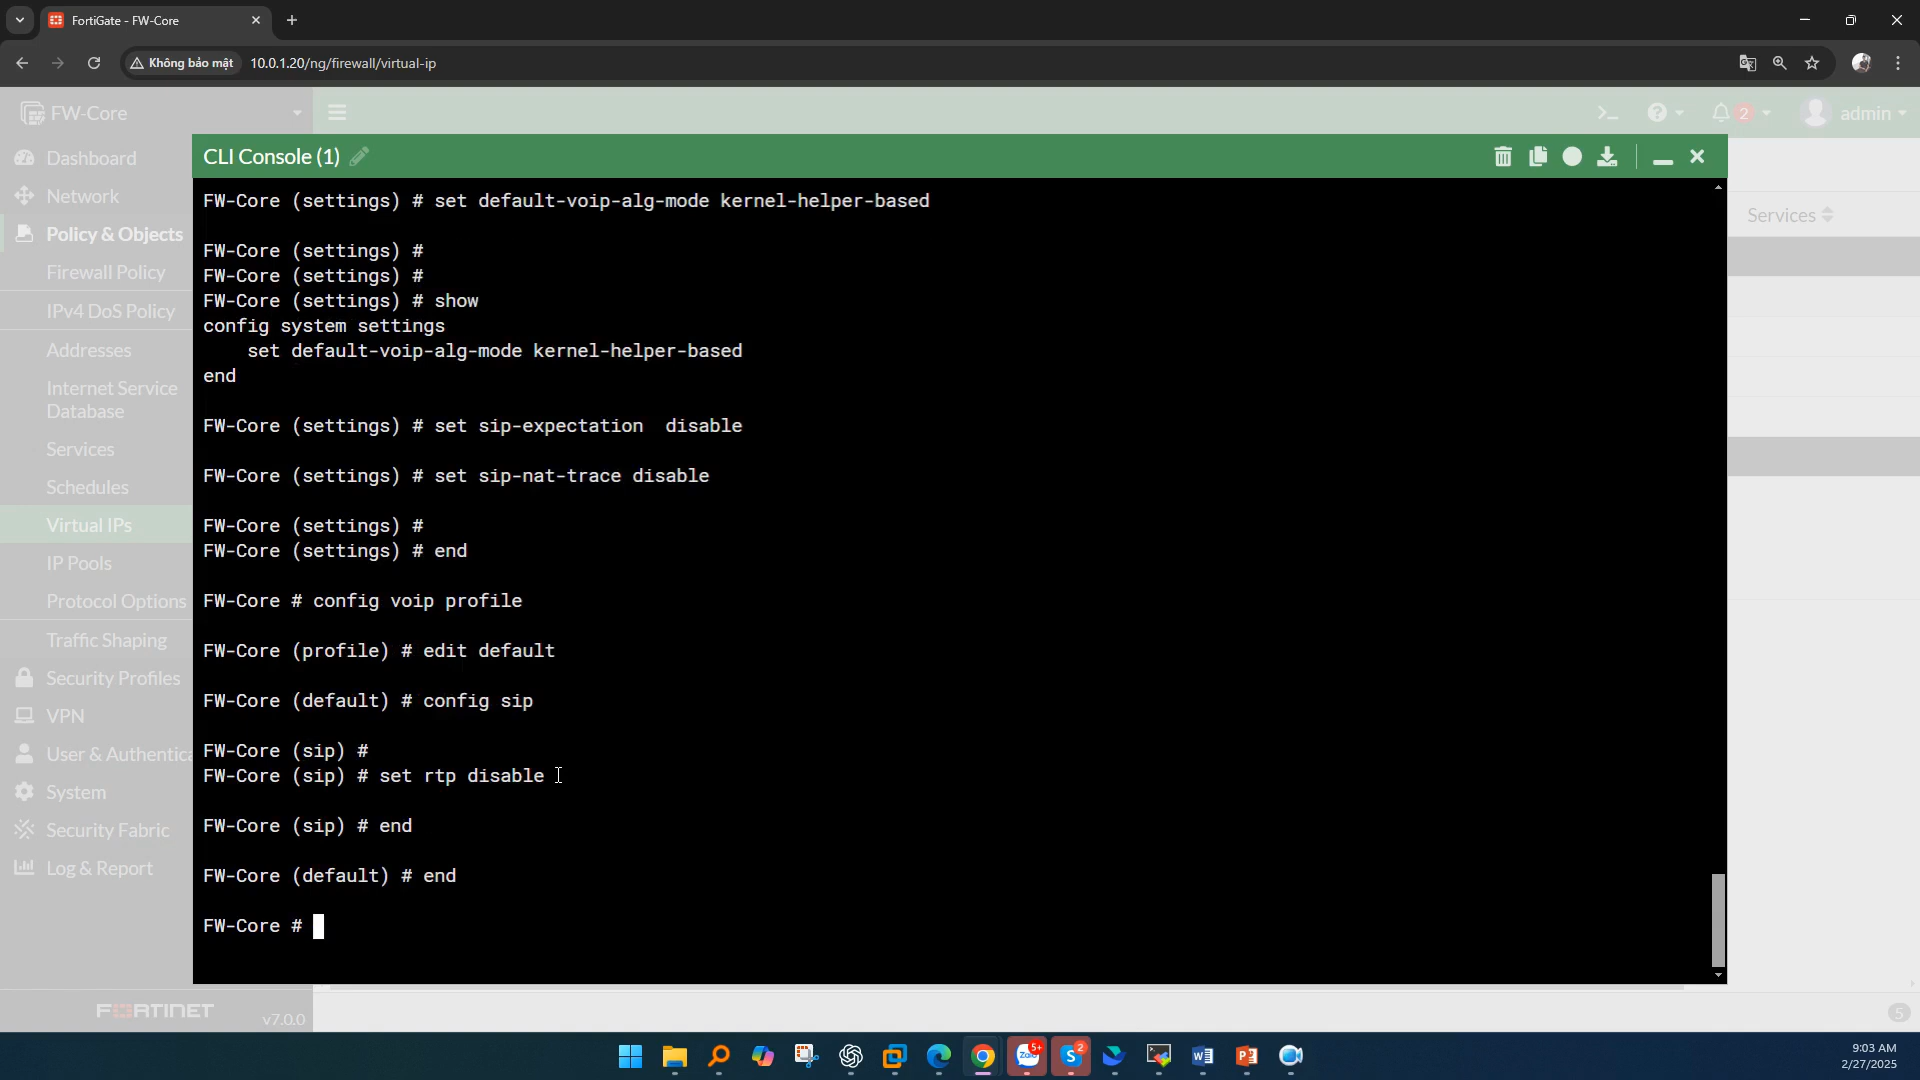 FortiGate - FW-Core
Không bảo mật
10.0.1.20/ng/firewall/virtual-ip
FW-Core
2
admin
Dashboard
Network
Policy & Objects
Firewall Policy
IPv4 DoS Policy
Addresses
Internet Service
Database
Services
Schedules
Virtual IPs
IP Pools
Protocol Options
Traffic Shaping
Security Profiles
VPN
User & Authentica
System
Security Fabric
Log & Report
FORTINET
v7.0.0
Services
5
CLI Console (1)
FW-Core (settings) # set default-voip-alg-mode kernel-helper-based
FW-Core (settings) #
FW-Core (settings) #
FW-Core (settings) # show
config system settings
set default-voip-alg-mode kernel-helper-based
end
FW-Core (settings) # set sip-expectation  disable
FW-Core (settings) # set sip-nat-trace disable
FW-Core (settings) #
FW-Core (settings) # end
FW-Core # config voip profile
FW-Core (profile) # edit default
FW-Core (default) # config sip
FW-Core (sip) #
FW-Core (sip) # set rtp disable
FW-Core (sip) # end
FW-Core (default) # end
FW-Core #
Zalo
5+
S
2
W
P
9:03 AM
2/27/2025